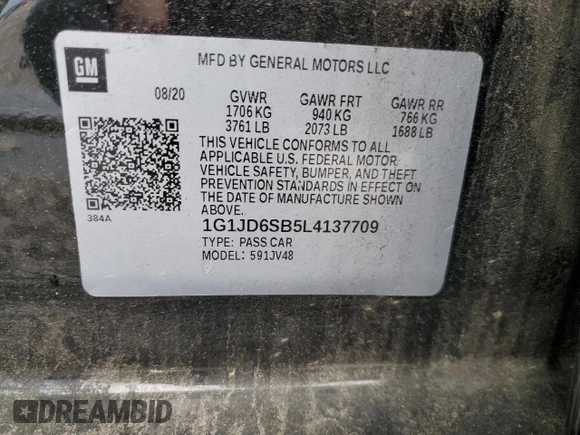 GM
MFD BY GENERAL MOTORS LLC
08/20 GVWR GAWR FRT GAWR RR
1706 KG 940 KG 766 KG
3761 LB 2073 LB 1688 LB
THIS VEHICLE CONFORMS TO ALL
APPLICABLE U.S. FEDERAL MOTOR
VEHICLE SAFETY, BUMPER, AND THEFT
PREVENTION STANDARDS IN EFFECT ON
THE DATE OF MANUFACTURE SHOWN
ABOVE.
384A
1G1JD6SB5L4137709
TYPE: PASS CAR
MODEL: 591JV48
DREAMBID